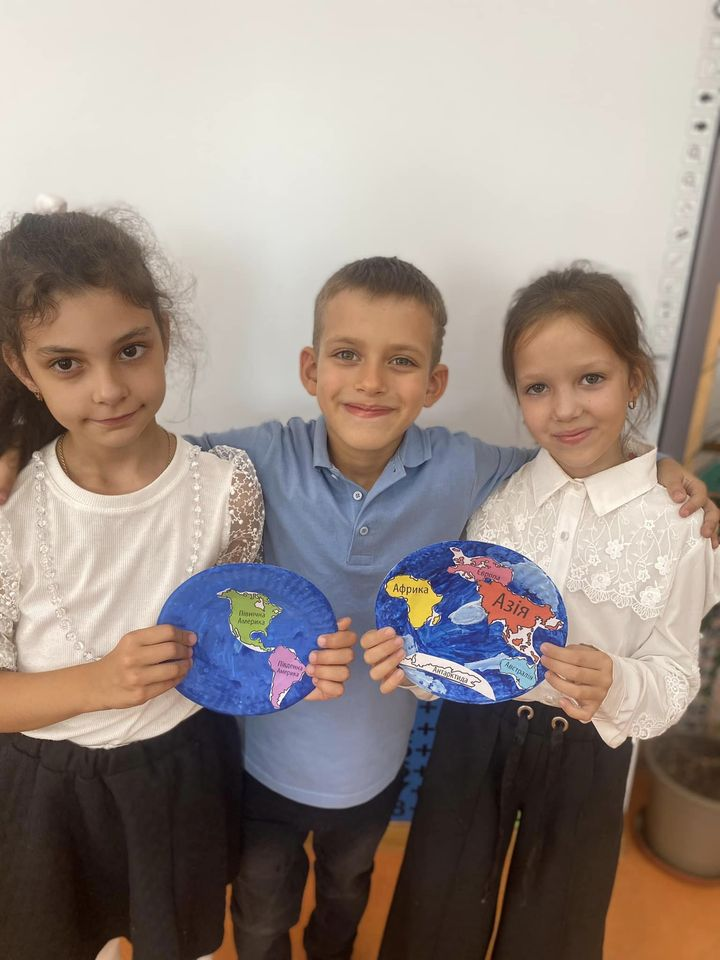 Північна
Америка
Південна
Америка
Африка
Європа
Азія
Антарктида
Австралія